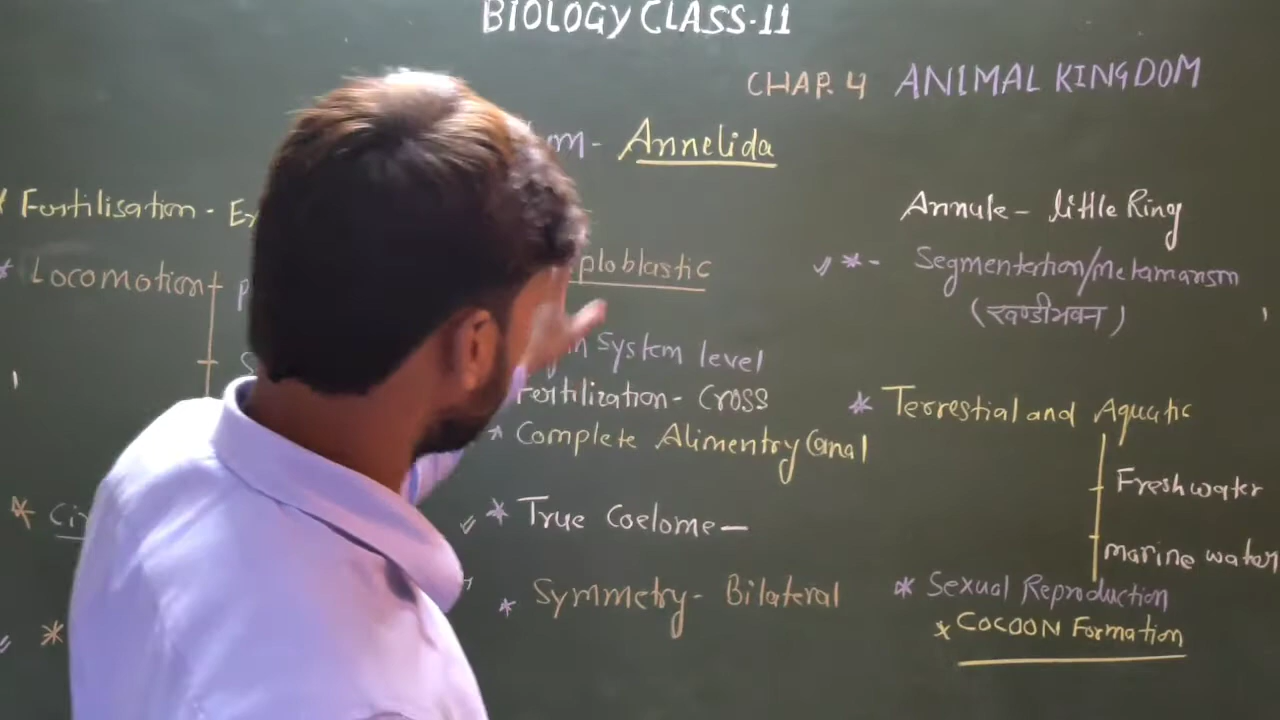 BIOLOGY CLASS-11
CHAP. 4 ANIMAL KINGDOM
Annelida
Fertilisation - Ex
Locomotion
ploblastic
System level
Fertilization - Cross
* Complete Alimentry Canal
* True Coelome —
* Symmetry - Bilateral
Annule - little Ring
* - Segmentation/Metamarism
(खण्डीभवन)
* Terrestial and Aquatic
Freshwater
marine water
* Sexual Reproduction
x COCOON Formation